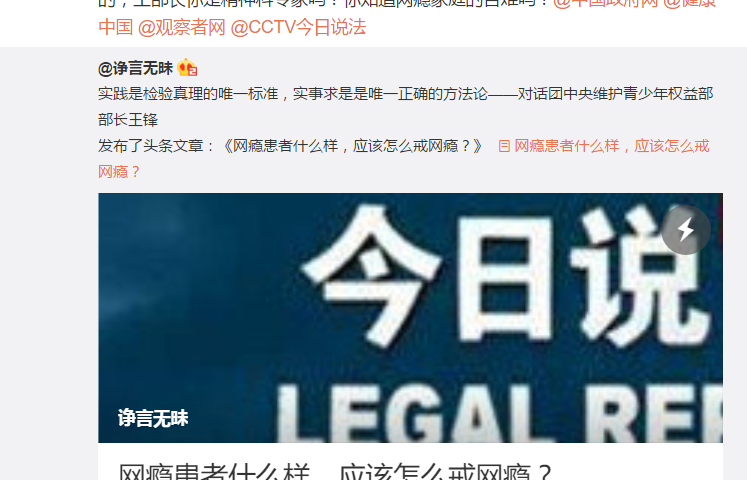 的，王部长你是精神科专家吗？你知道网瘾家庭的苦难吗？@中国政府网 @健康
中国 @观察者网 @CCTV今日说法
@诤言无昧
实践是检验真理的唯一标准，实事求是是唯一正确的方法论——对话团中央维护青少年权益部
部长王锋
发布了头条文章：《网瘾患者什么样，应该怎么戒网瘾？》 网瘾患者什么样，应该怎么戒
网瘾？
今日说
LEGAL REP
诤言无昧
网瘾患者什么样，应该怎么戒网瘾？